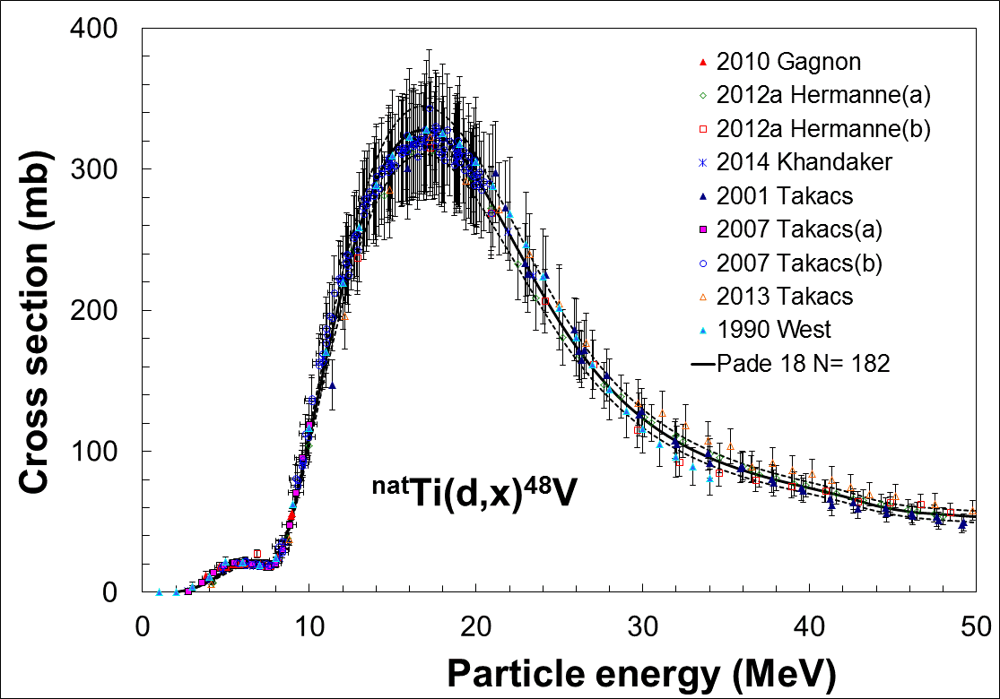 400
300
200
100
0
0
10
20
30
40
50
Cross section (mb)
Particle energy (MeV)
2010 Gagnon
2012a Hermanne(a)
2012a Hermanne(b)
2014 Khandaker
2001 Takacs
2007 Takacs(a)
2007 Takacs(b)
2013 Takacs
1990 West
Pade 18 N= 182
natTi(d,x)48V